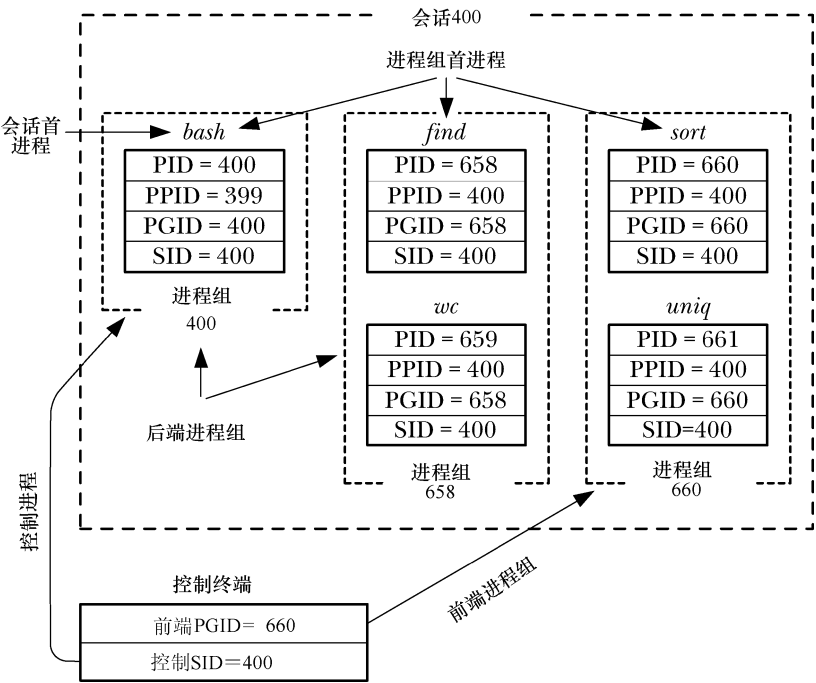 会话400
进程组首进程
会话首
进程
bash
PID = 400
PPID = 399
PGID = 400
SID = 400
进程组
400
find
PID = 658
PPID = 400
PGID = 658
SID = 400
wc
PID = 659
PPID = 400
PGID = 658
SID = 400
进程组
658
sort
PID = 660
PPID = 400
PGID = 660
SID = 400
uniq
PID = 661
PPID = 400
PGID = 660
SID=400
进程组
660
后端进程组
控制进程
前端进程组
控制终端
前端PGID= 660
控制SID=400